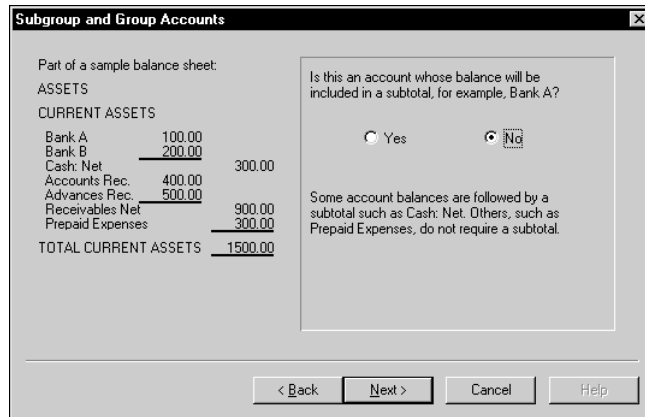 Subgroup and Group Accounts
Part of a sample balance sheet:
ASSETS
CURRENT ASSETS
Bank A 100.00
Bank B 200.00
Cash: Net 300.00
Accounts Rec. 400.00
Advances Rec. 500.00
Receivables Net 900.00
Prepaid Expenses 300.00
TOTAL CURRENT ASSETS 1500.00
Is this an account whose balance will be
included in a subtotal, for example, Bank A?
Yes No
Some account balances are followed by a
subtotal such as Cash: Net. Others, such as
Prepaid Expenses, do not require a subtotal.
< Back Next > Cancel Help